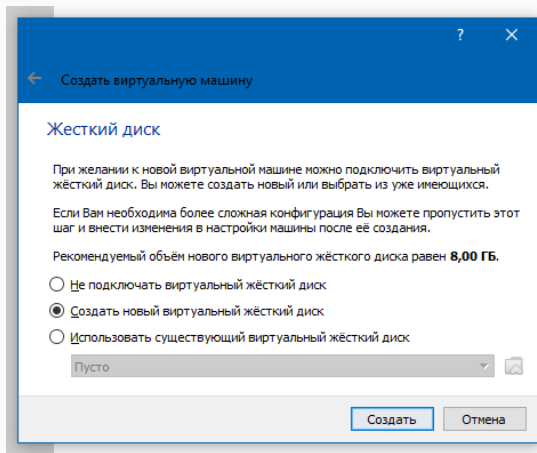 ?
Создать виртуальную машину
Жесткий диск
При желании к новой виртуальной машине можно подключить виртуальный
жёсткий диск. Вы можете создать новый или выбрать из уже имеющихся.
Если Вам необходима более сложная конфигурация Вы можете пропустить этот
шаг и внести изменения в настройки машины после её создания.
Рекомендуемый объём нового виртуального жёсткого диска равен 8,00 ГБ.
Не подключать виртуальный жёсткий диск
Создать новый виртуальный жёсткий диск
Использовать существующий виртуальный жёсткий диск
Пусто
Создать Отмена